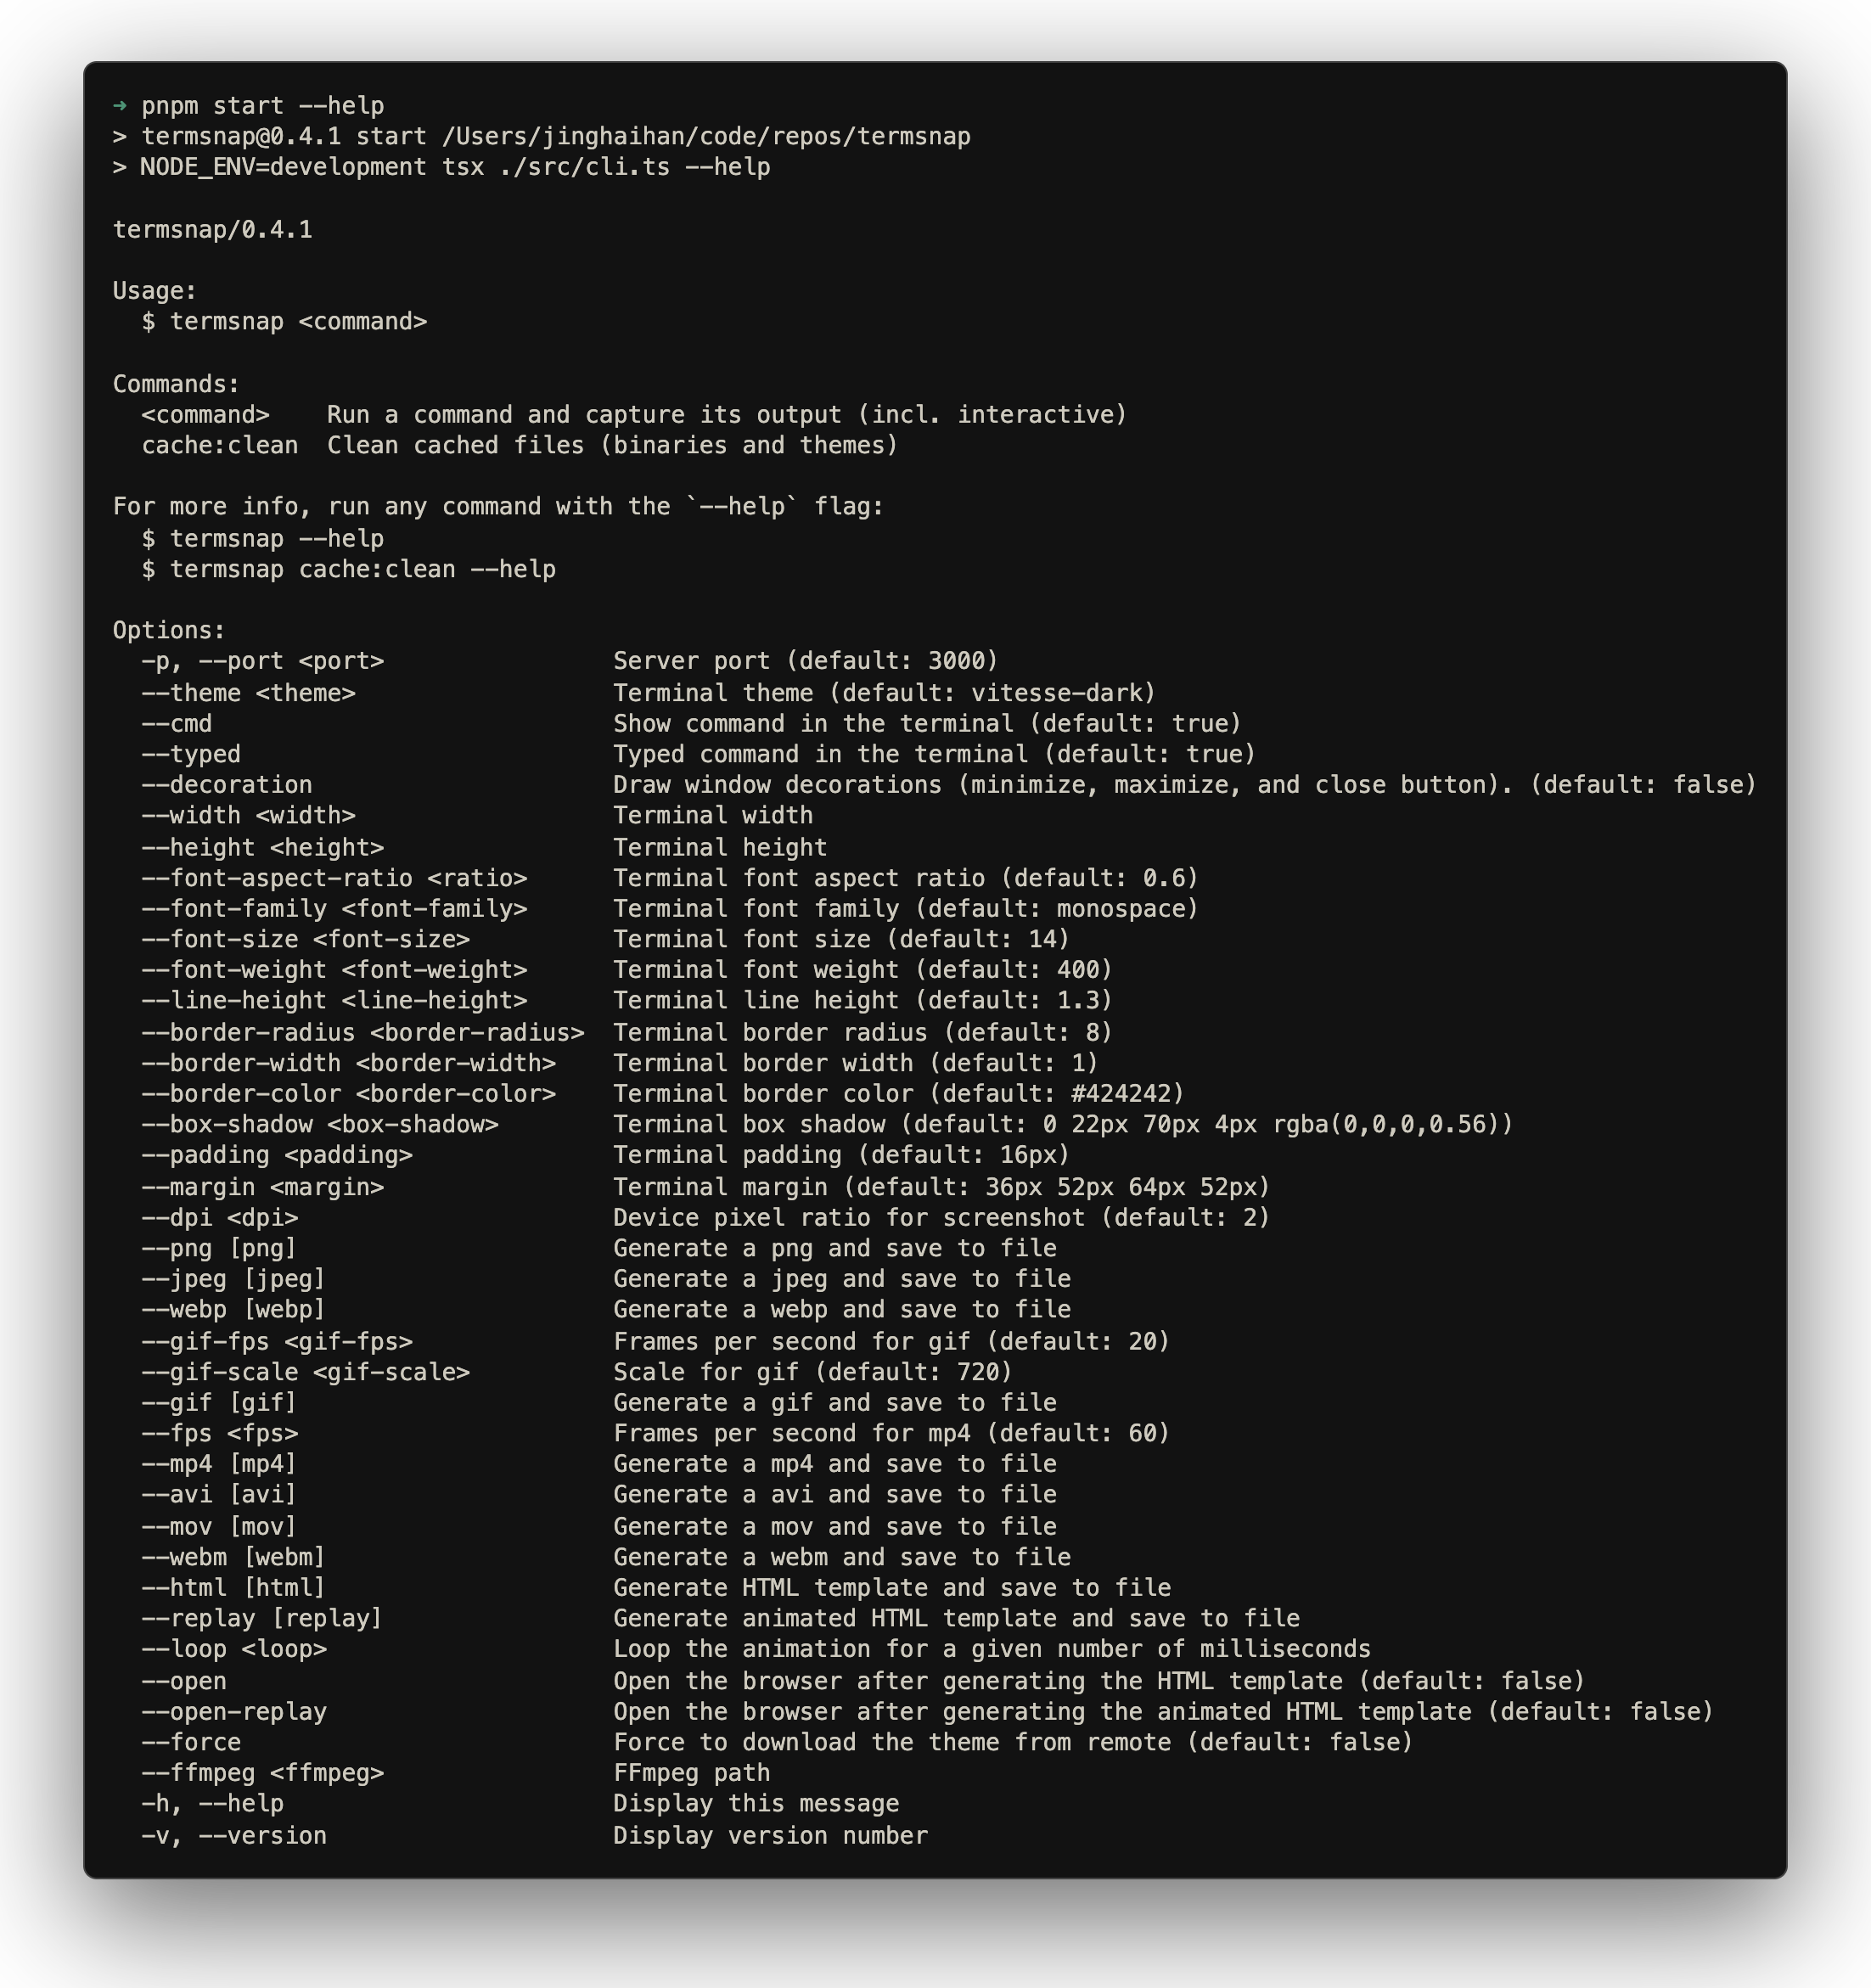 ➜ pnpm start --help
> termsnap@0.4.1 start /Users/jinghaihan/code/repos/termsnap
> NODE_ENV=development tsx ./src/cli.ts --help

termsnap/0.4.1

Usage:
  $ termsnap <command>

Commands:
  <command>    Run a command and capture its output (incl. interactive)
  cache:clean  Clean cached files (binaries and themes)

For more info, run any command with the `--help` flag:
  $ termsnap --help
  $ termsnap cache:clean --help

Options:
  -p, --port <port>                Server port (default: 3000)
  --theme <theme>                  Terminal theme (default: vitesse-dark)
  --cmd                            Show command in the terminal (default: true)
  --typed                          Typed command in the terminal (default: true)
  --decoration                     Draw window decorations (minimize, maximize, and close button). (default: false)
  --width <width>                  Terminal width
  --height <height>                Terminal height
  --font-aspect-ratio <ratio>      Terminal font aspect ratio (default: 0.6)
  --font-family <font-family>      Terminal font family (default: monospace)
  --font-size <font-size>          Terminal font size (default: 14)
  --font-weight <font-weight>      Terminal font weight (default: 400)
  --line-height <line-height>      Terminal line height (default: 1.3)
  --border-radius <border-radius>  Terminal border radius (default: 8)
  --border-width <border-width>    Terminal border width (default: 1)
  --border-color <border-color>    Terminal border color (default: #424242)
  --box-shadow <box-shadow>        Terminal box shadow (default: 0 22px 70px 4px rgba(0,0,0,0.56))
  --padding <padding>              Terminal padding (default: 16px)
  --margin <margin>                Terminal margin (default: 36px 52px 64px 52px)
  --dpi <dpi>                      Device pixel ratio for screenshot (default: 2)
  --png [png]                      Generate a png and save to file
  --jpeg [jpeg]                    Generate a jpeg and save to file
  --webp [webp]                    Generate a webp and save to file
  --gif-fps <gif-fps>              Frames per second for gif (default: 20)
  --gif-scale <gif-scale>          Scale for gif (default: 720)
  --gif [gif]                      Generate a gif and save to file
  --fps <fps>                      Frames per second for mp4 (default: 60)
  --mp4 [mp4]                      Generate a mp4 and save to file
  --avi [avi]                      Generate a avi and save to file
  --mov [mov]                      Generate a mov and save to file
  --webm [webm]                    Generate a webm and save to file
  --html [html]                    Generate HTML template and save to file
  --replay [replay]                Generate animated HTML template and save to file
  --loop <loop>                    Loop the animation for a given number of milliseconds
  --open                           Open the browser after generating the HTML template (default: false)
  --open-replay                    Open the browser after generating the animated HTML template (default: false)
  --force                          Force to download the theme from remote (default: false)
  --ffmpeg <ffmpeg>                FFmpeg path
  -h, --help                       Display this message
  -v, --version                    Display version number